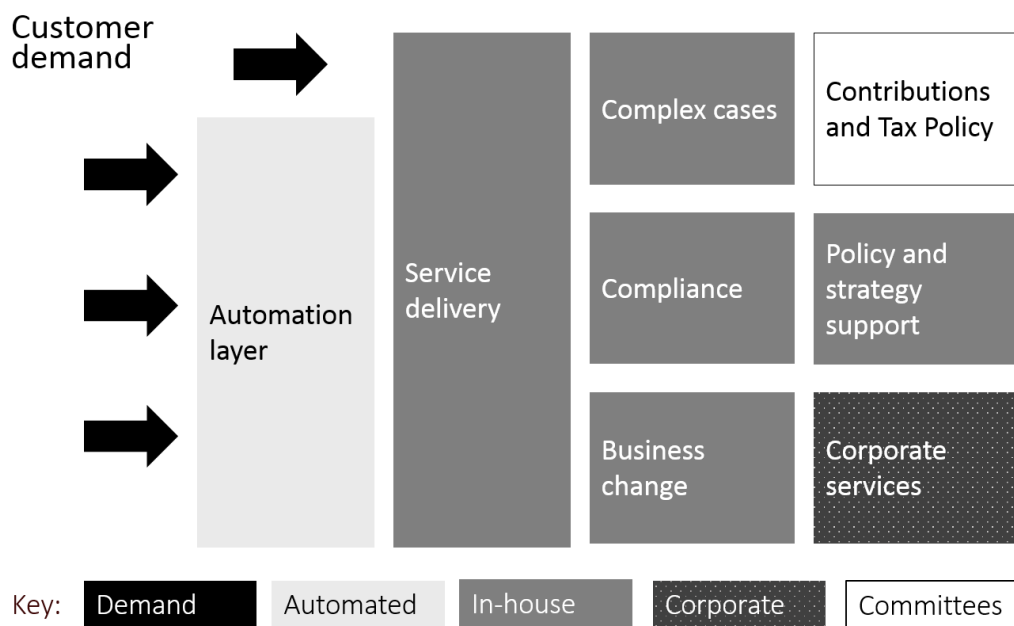 Customer
demand
Automation
layer
Service
delivery
Complex cases
Compliance
Business
change
Contributions
and Tax Policy
Policy and
strategy
support
Corporate
services
Key:
Demand
Automated
In-house
Corporate
Committees